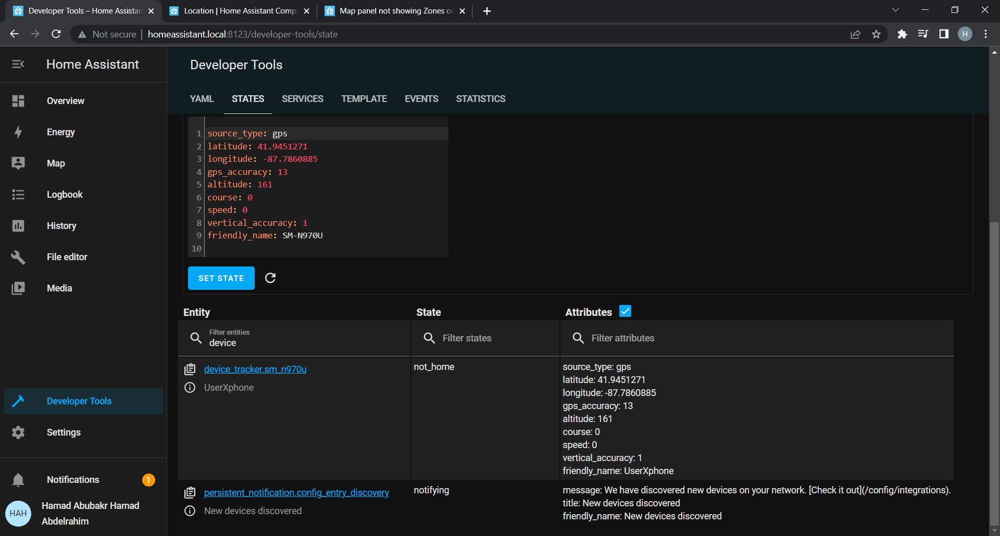 Developer Tools – Home Assistan
Location | Home Assistant Comp
Map panel not showing Zones or
Not secure
homeassistant.local:8123/developer-tools/state
H
Home Assistant
Overview
Energy
Map
Logbook
History
File editor
Media
Developer Tools
Settings
Notifications
1
HAH
Hamad Abubakr Hamad
Abdelrahim
Developer Tools
YAML STATES SERVICES TEMPLATE EVENTS STATISTICS
1 source_type: gps
2 latitude: 41.9451271
3 longitude: -87.7860885
4 gps_accuracy: 13
5 altitude: 161
6 course: 0
7 speed: 0
8 vertical_accuracy: 1
9 friendly_name: SM-N970U
10
SET STATE
Entity State Attributes
Filter entities
device
Filter states
Filter attributes
device_tracker.sm_n970u
UserXphone
not_home
source_type: gps
latitude: 41.9451271
longitude: -87.7860885
gps_accuracy: 13
altitude: 161
course: 0
speed: 0
vertical_accuracy: 1
friendly_name: UserXphone
persistent_notification.config_entry_discovery
New devices discovered
notifying
message: We have discovered new devices on your network. [Check it out](/config/integrations).
title: New devices discovered
friendly_name: New devices discovered